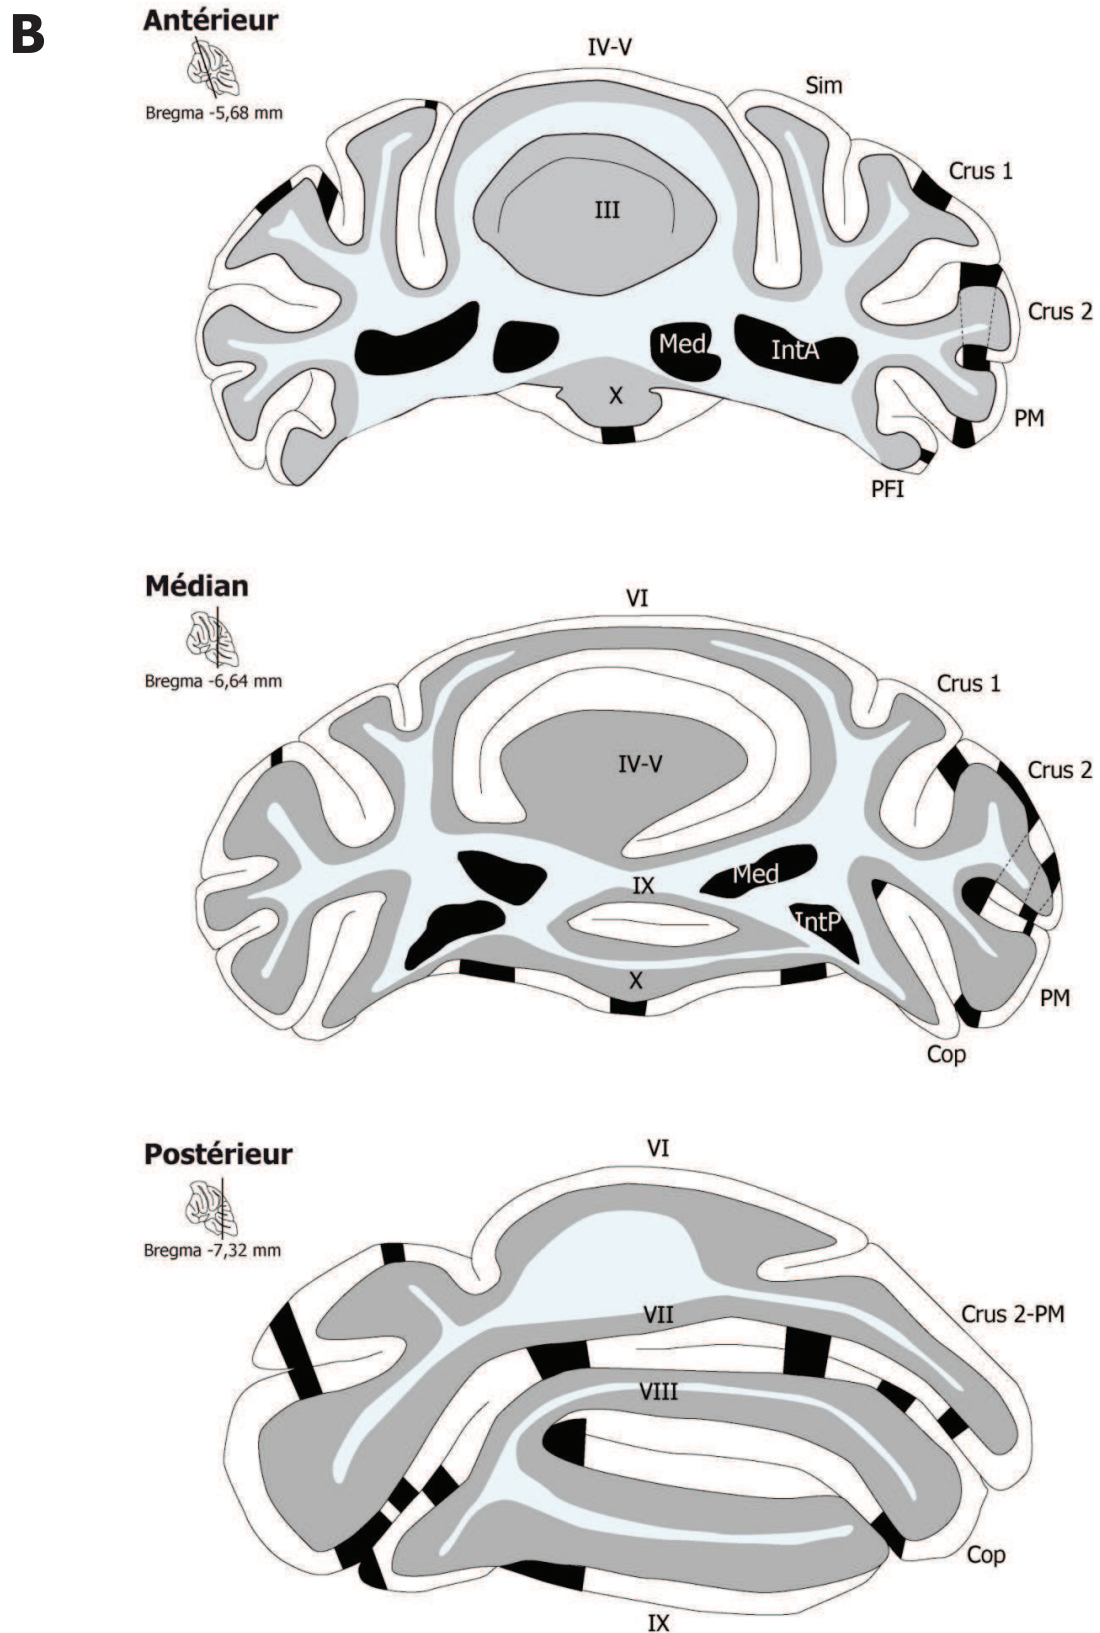 B
Antérieur
Bregma -5,68 mm
IV-V
Sim
Crus 1
III
Crus 2
Med
IntA
X
PM
PFI
Médian
Bregma -6,64 mm
VI
Crus 1
IV-V
Crus 2
Med
IX
IntP
X
PM
Cop
Postérieur
Bregma -7,32 mm
VI
VII
Crus 2-PM
VIII
Cop
IX